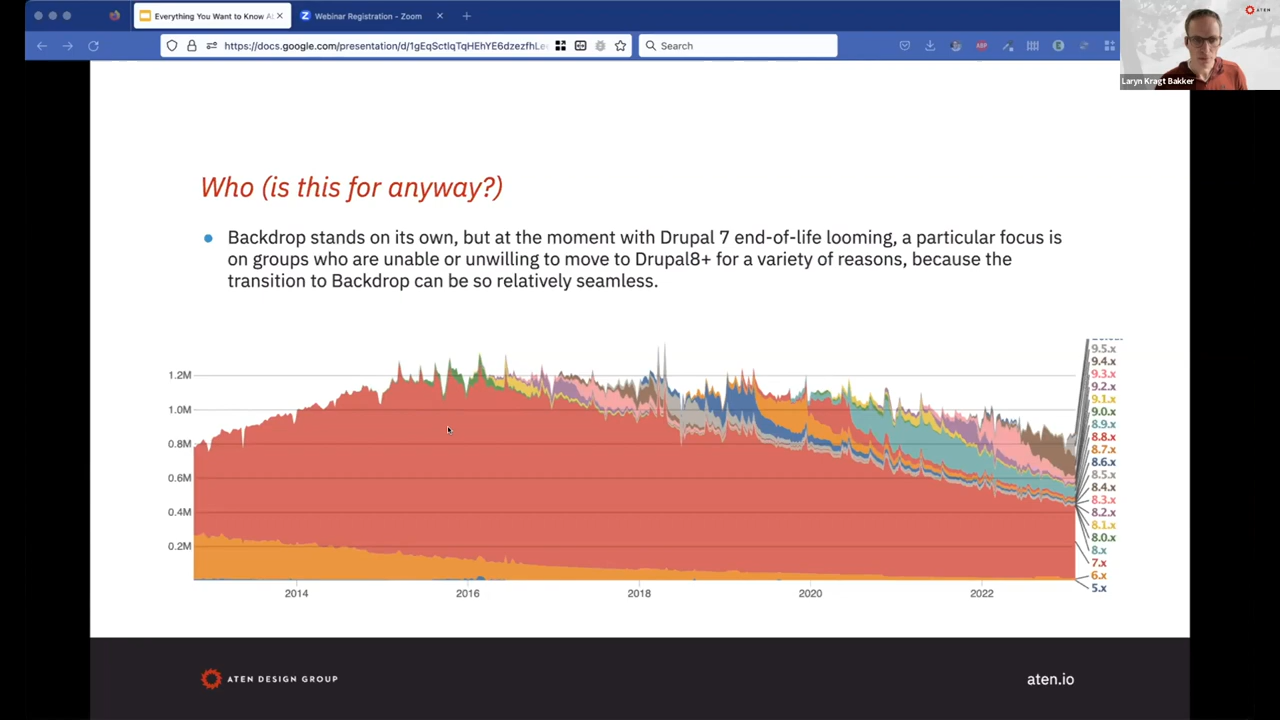 Everything You Want to Know A
Webinar Registration - Zoom
https://docs.google.com/presentation/d/1gEqSctlqTqHEhYE6dzezfhLe
Search
ABP
ATEN
Laryn Kragt Bakker
Who (is this for anyway?)
Backdrop stands on its own, but at the moment with Drupal 7 end-of-life looming, a particular focus is
on groups who are unable or unwilling to move to Drupal8+ for a variety of reasons, because the
transition to Backdrop can be so relatively seamless.
1.2M
1.0M
0.8M
0.6M
0.4M
0.2M
2014
2016
2018
2020
2022
9.5.x
9.4.x
9.3.x
9.2.x
9.1.x
9.0.x
8.9.x
8.8.x
8.7.x
8.6.x
8.5.x
8.4.x
8.3.x
8.2.x
8.1.x
8.0.x
8.x
7.x
6.x
5.x
ATEN DESIGN GROUP
aten.io